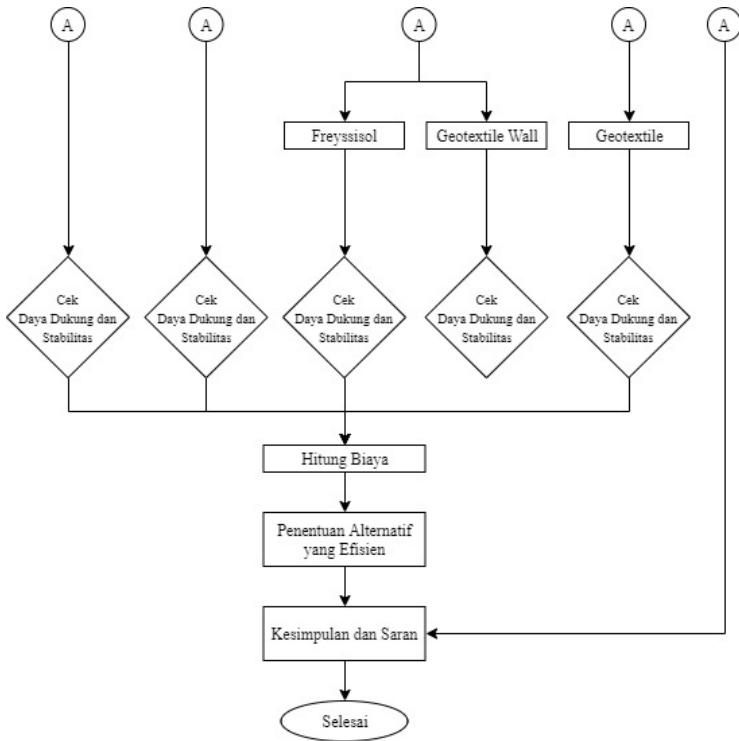 A
A
A
A
A
Freyssisol
Geotextile Wall
Geotextile
Cek
Daya Dukung dan
Stabilitas
Cek
Daya Dukung dan
Stabilitas
Cek
Daya Dukung dan
Stabilitas
Cek
Daya Dukung dan
Stabilitas
Cek
Daya Dukung dan
Stabilitas
Hitung Biaya
Penentuan Alternatif
yang Efisien
Kesimpulan dan Saran
Selesai